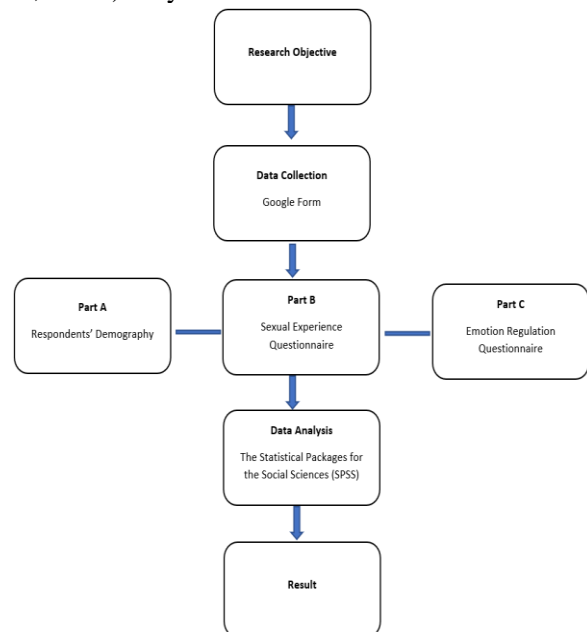 Research Objective
Data Collection
Google Form
Part A
Respondents' Demography
Part B
Sexual Experience
Questionnaire
Part C
Emotion Regulation
Questionnaire
Data Analysis
The Statistical Packages for
the Social Sciences (SPSS)
Result